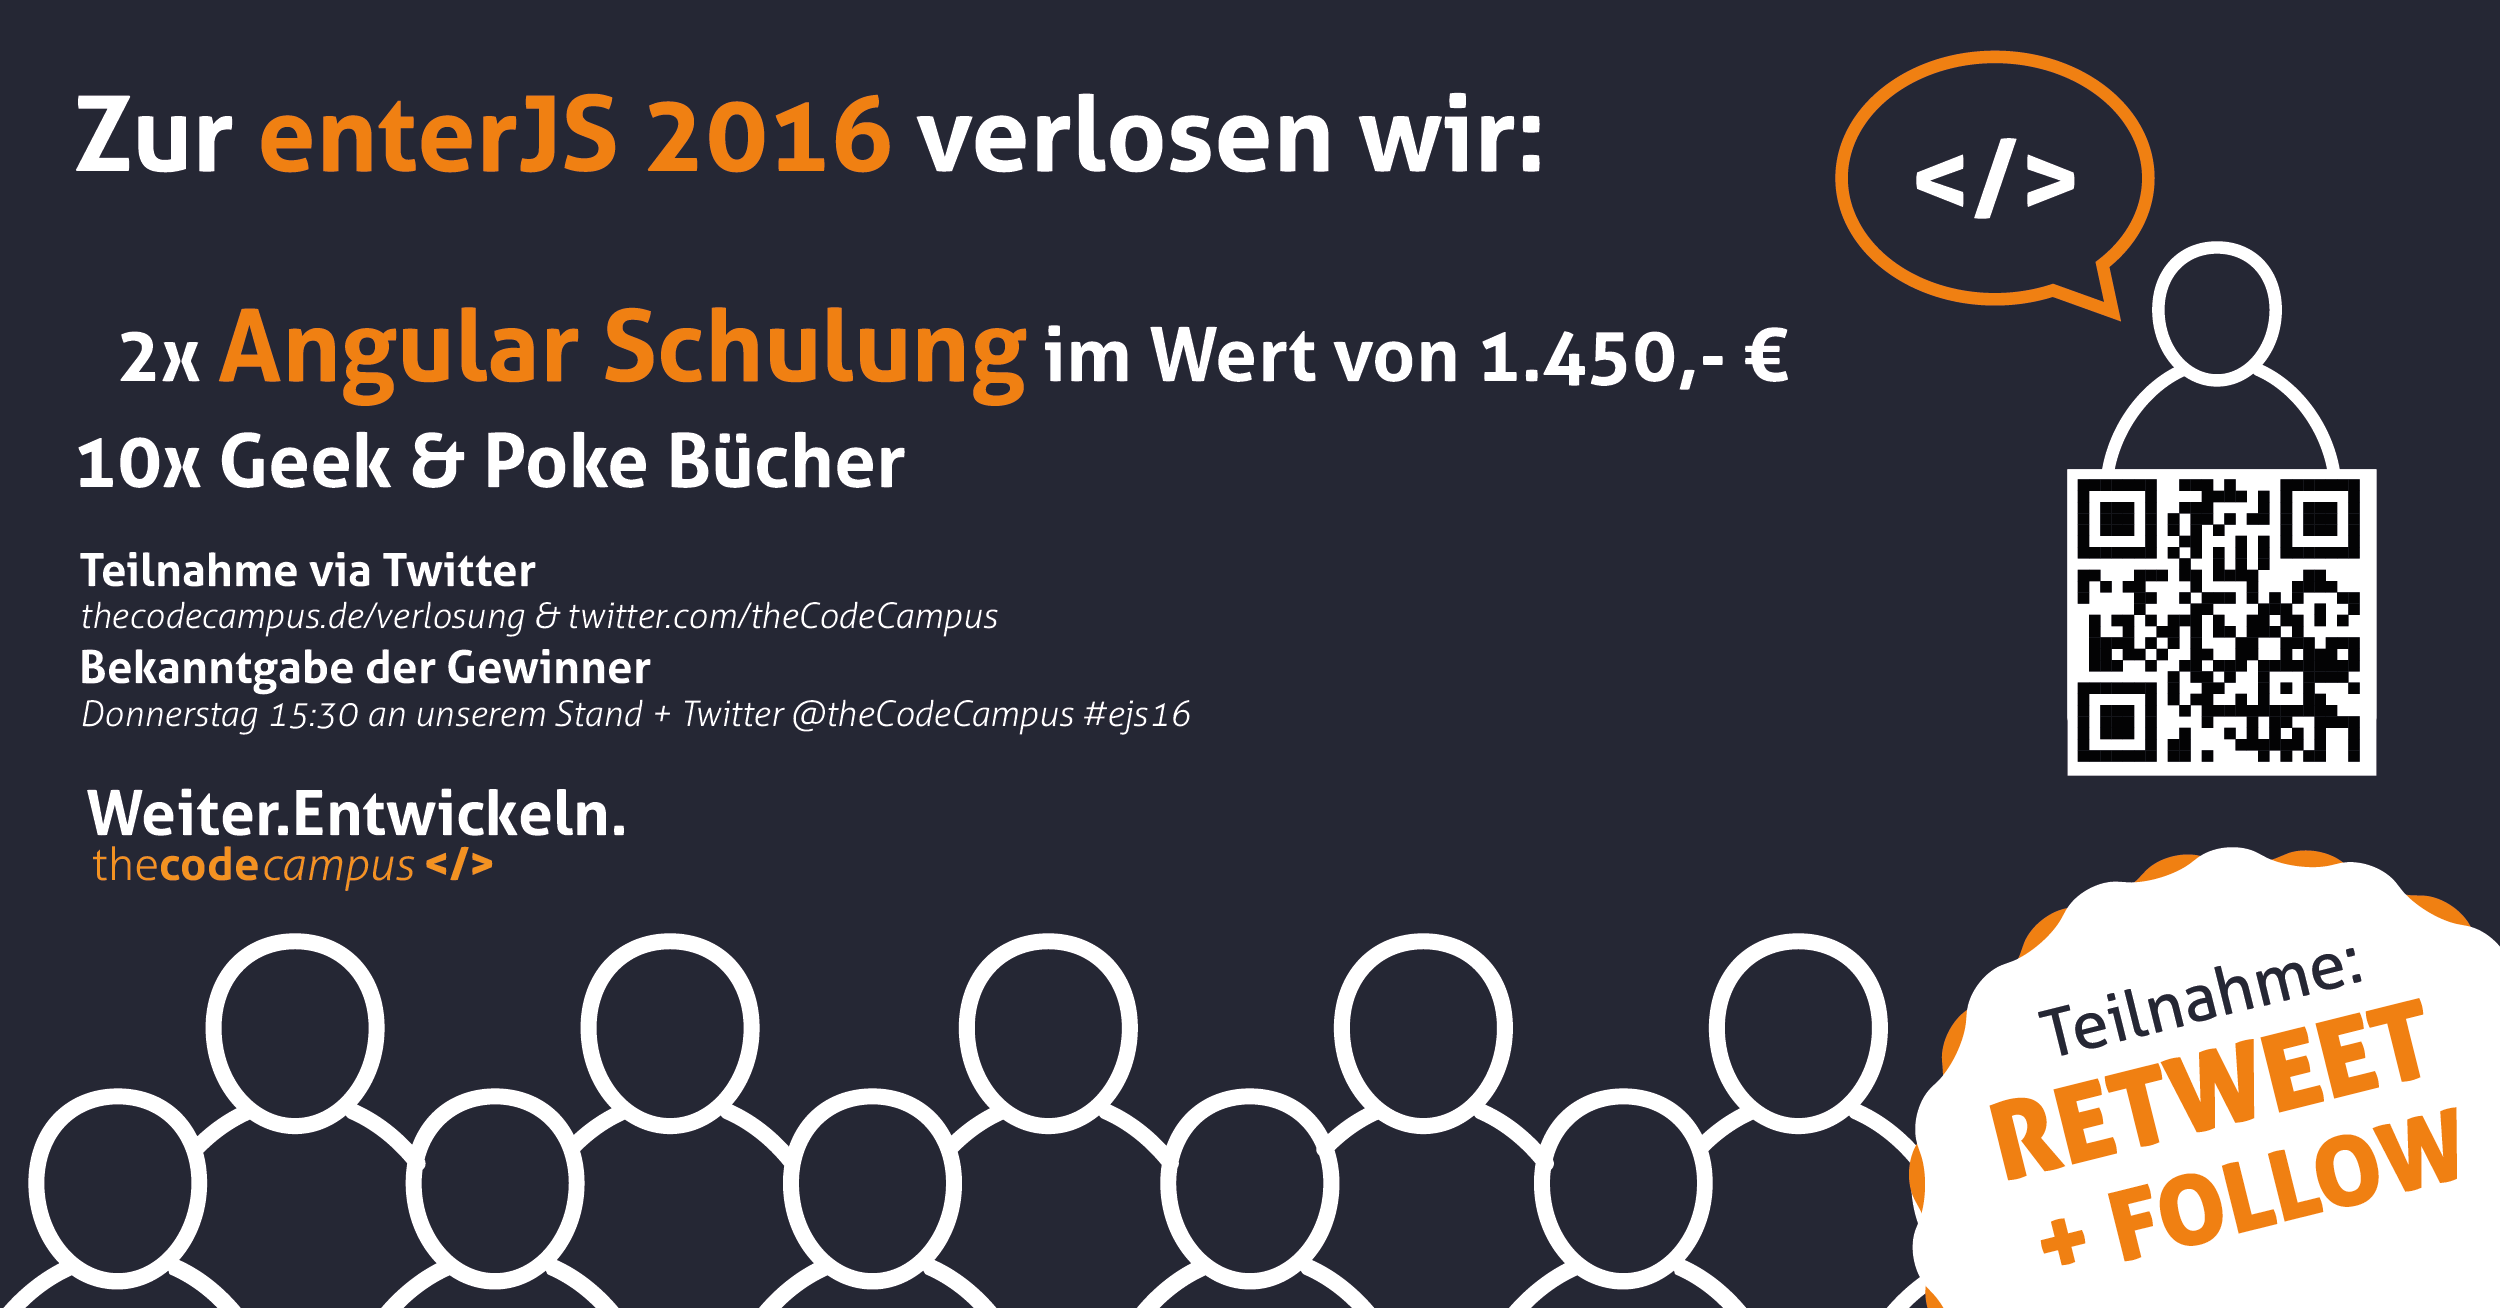 Zur enterJS 2016 verlosen wir:
</>
2x Angular Schulung im Wert von 1.450,- €
10x Geek & Poke Bücher
Teilnahme via Twitter
thecodecampus.de/verlosung & twitter.com/theCodeCampus
Bekanntgabe der Gewinner
Donnerstag 15:30 an unserem Stand + Twitter @theCodeCampus #ejs16
Weiter.Entwickeln.
thecodecampus </>
Teilnahme:
RETWEET
+ FOLLOW